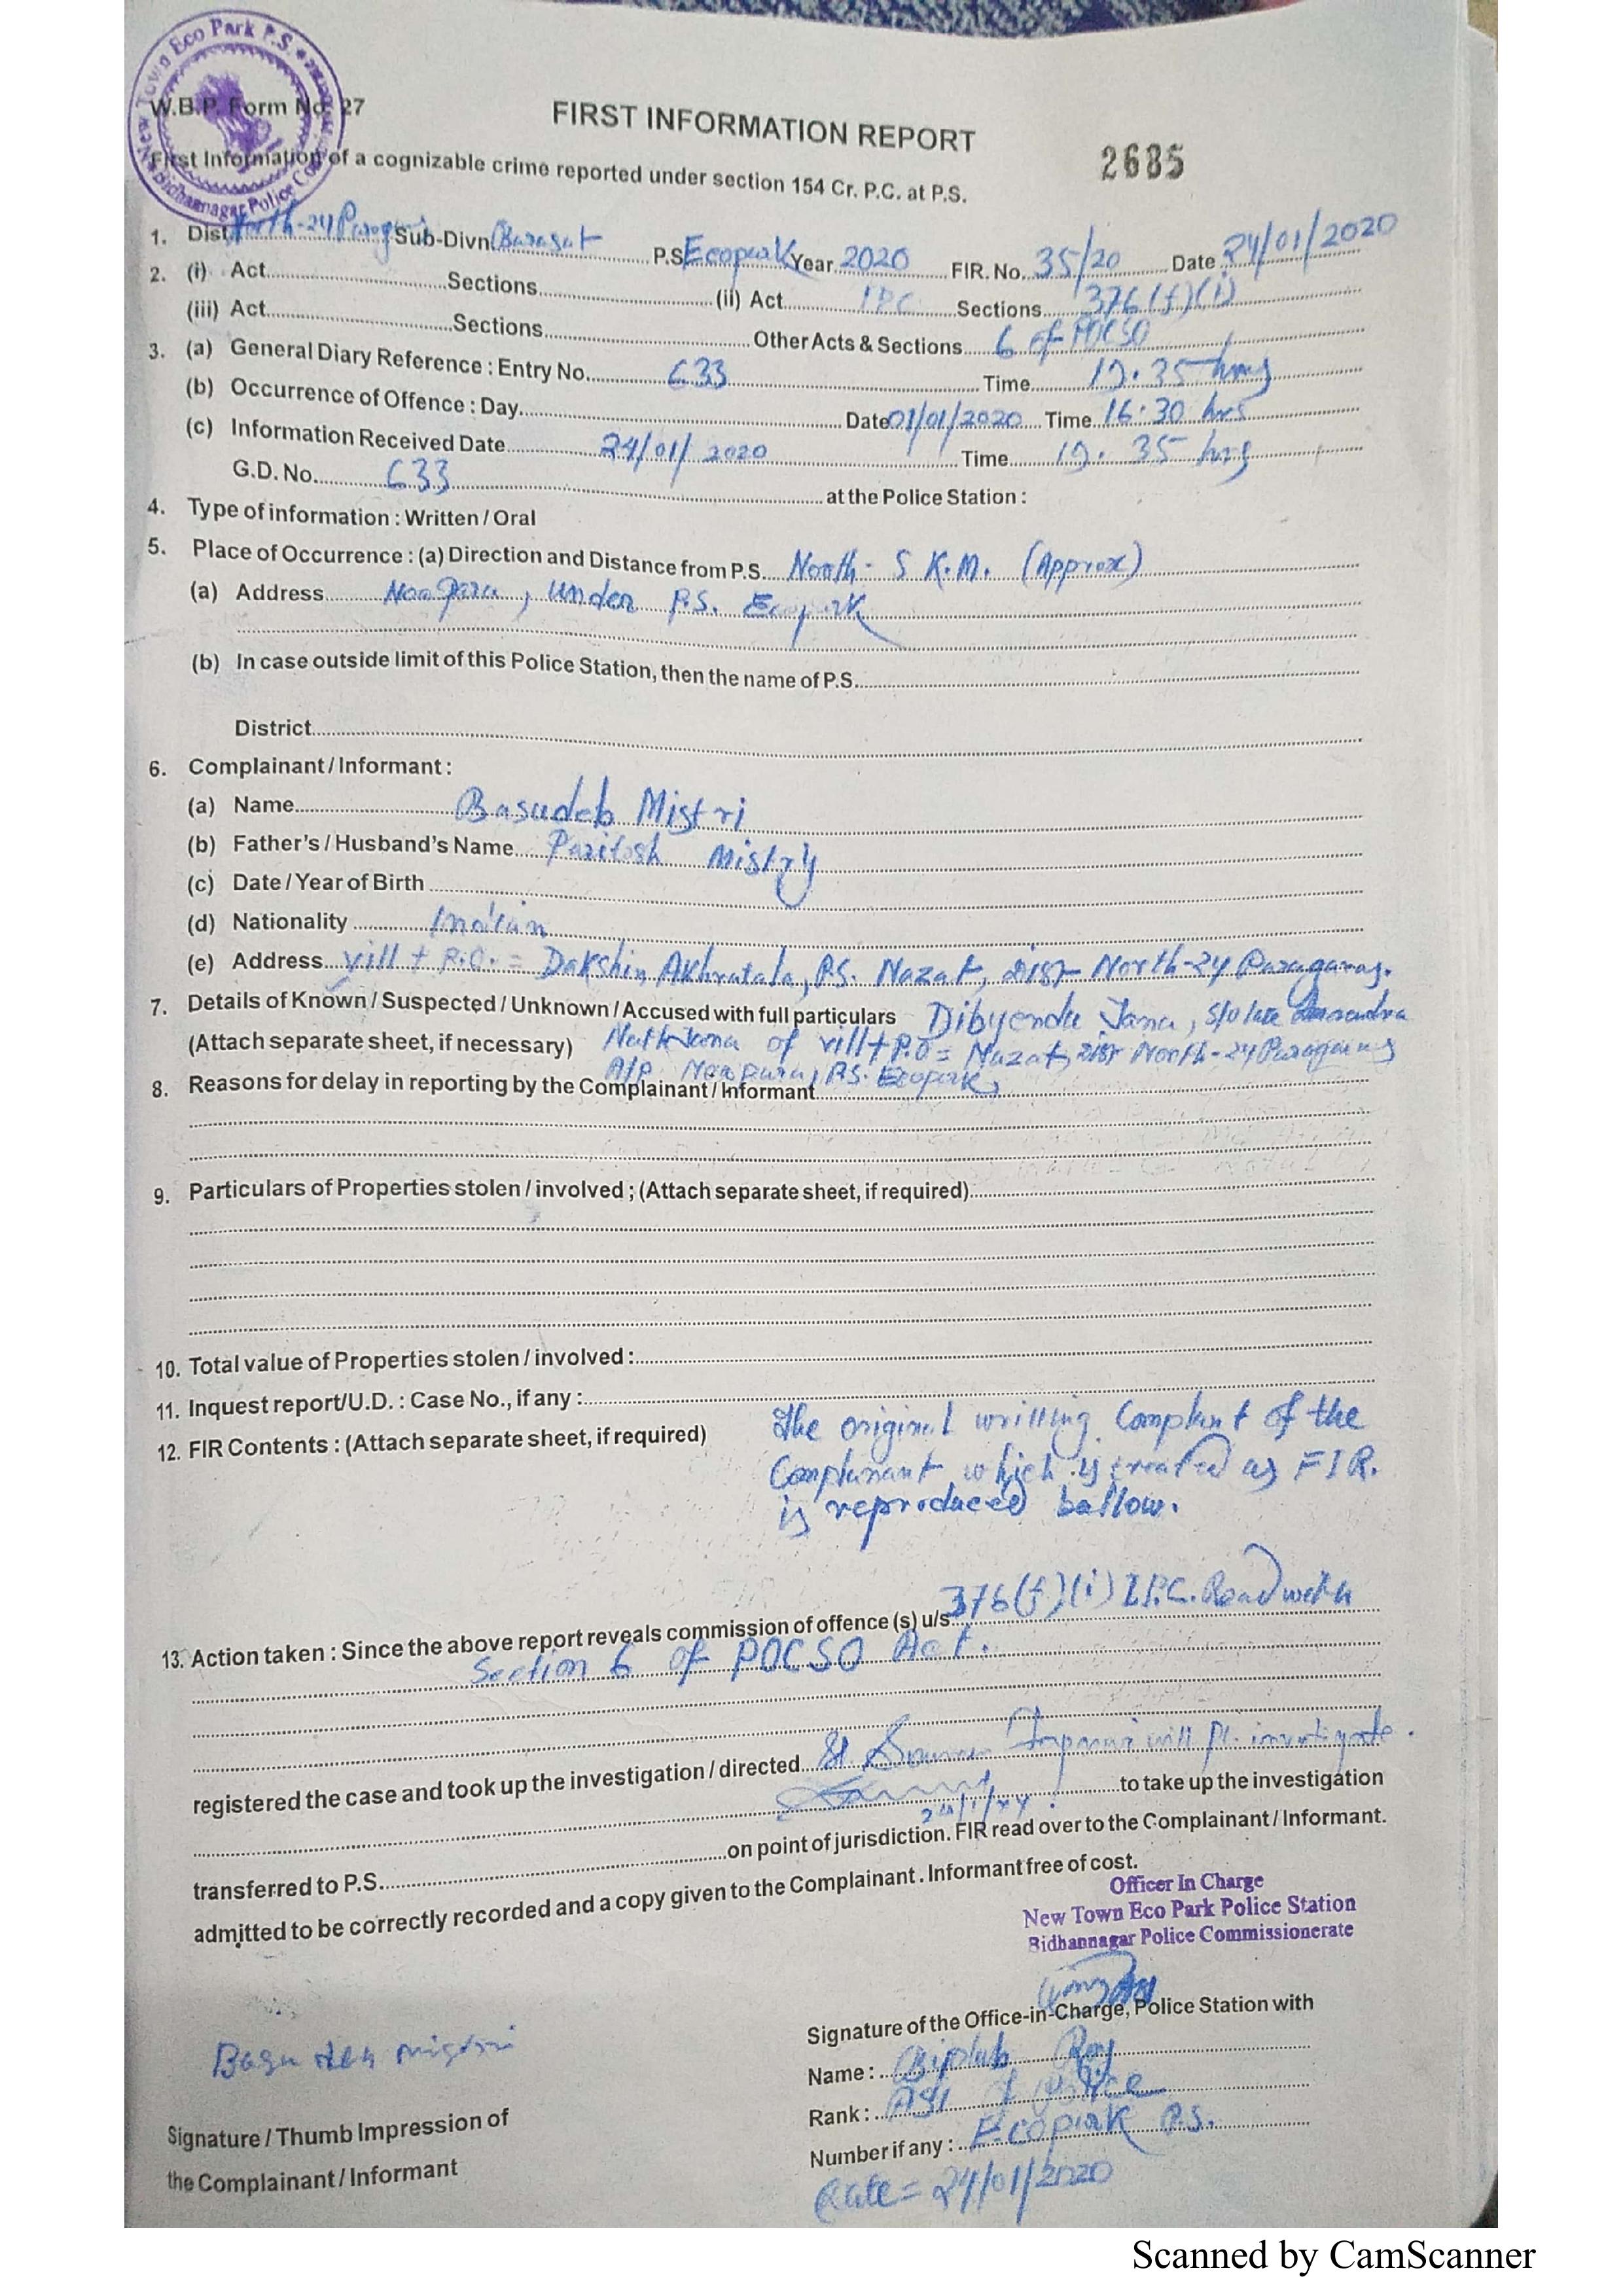 New Town Eco Park P.S. * Bidhannagar Police
W.B.P. Form No. 27
FIRST INFORMATION REPORT
2685
First Information of a cognizable crime reported under section 154 Cr. P.C. at P.S.
1. Dist. North-24 Parganas Sub-Divn. Barasat P.S. Ecopark Year 2020 FIR. No. 35/20 Date 24/01/2020
2. (i) Act Sections (ii) Act IPC Sections 376(f)(i)
(iii) Act Sections Other Acts & Sections 6 of POCSO
3. (a) General Diary Reference : Entry No. 633 Time 19.35 hrs
(b) Occurrence of Offence : Day Date 01/01/2020 Time 16:30 hrs
(c) Information Received Date 24/01/2020 Time 19.35 hrs
G.D. No. 633 at the Police Station :
4. Type of information : Written / Oral
5. Place of Occurrence : (a) Direction and Distance from P.S. North - 5 K.M. (Approx)
(a) Address Noapara, Under P.S. Ecopark
(b) In case outside limit of this Police Station, then the name of P.S.
District
6. Complainant / Informant :
(a) Name Basudeb Mistri
(b) Father's / Husband's Name Paritosh Mistry
(c) Date / Year of Birth
(d) Nationality Indian
(e) Address vill + P.O. = Dakshin Akhratala, P.S. Nazat, Dist North-24 Parganas.
7. Details of Known / Suspected / Unknown / Accused with full particulars Dibyendu Jana, S/o late
(Attach separate sheet, if necessary) Nath Jana of vill + P.O = Nazat, Dist North-24 Parganas
A/P Noapara, P.S. Ecopark,
8. Reasons for delay in reporting by the Complainant / Informant
9. Particulars of Properties stolen / involved ; (Attach separate sheet, if required)
10. Total value of Properties stolen / involved :
11. Inquest report/U.D. : Case No., if any :
12. FIR Contents : (Attach separate sheet, if required) The original writting Complant of the
Complanant which is treated as FIR.
is reproduced bellow.
13. Action taken : Since the above report reveals commission of offence (s) u/s 376(f)(i) I.P.C. Read with
Section 6 of POCSO Act.
registered the case and took up the investigation / directed SI will Pl. investigate.
to take up the investigation
transferred to P.S. on point of jurisdiction. FIR read over to the Complainant / Informant.
admitted to be correctly recorded and a copy given to the Complainant . Informant free of cost.
Officer In Charge
New Town Eco Park Police Station
Bidhannagar Police Commissionerate
Signature of the Office-in-Charge, Police Station with
Name : Biplab Roy
Rank : ASI of police
Number if any : Ecopark P.S.
Date = 24/01/2020
Signature / Thumb Impression of
the Complainant / Informant
Scanned by CamScanner